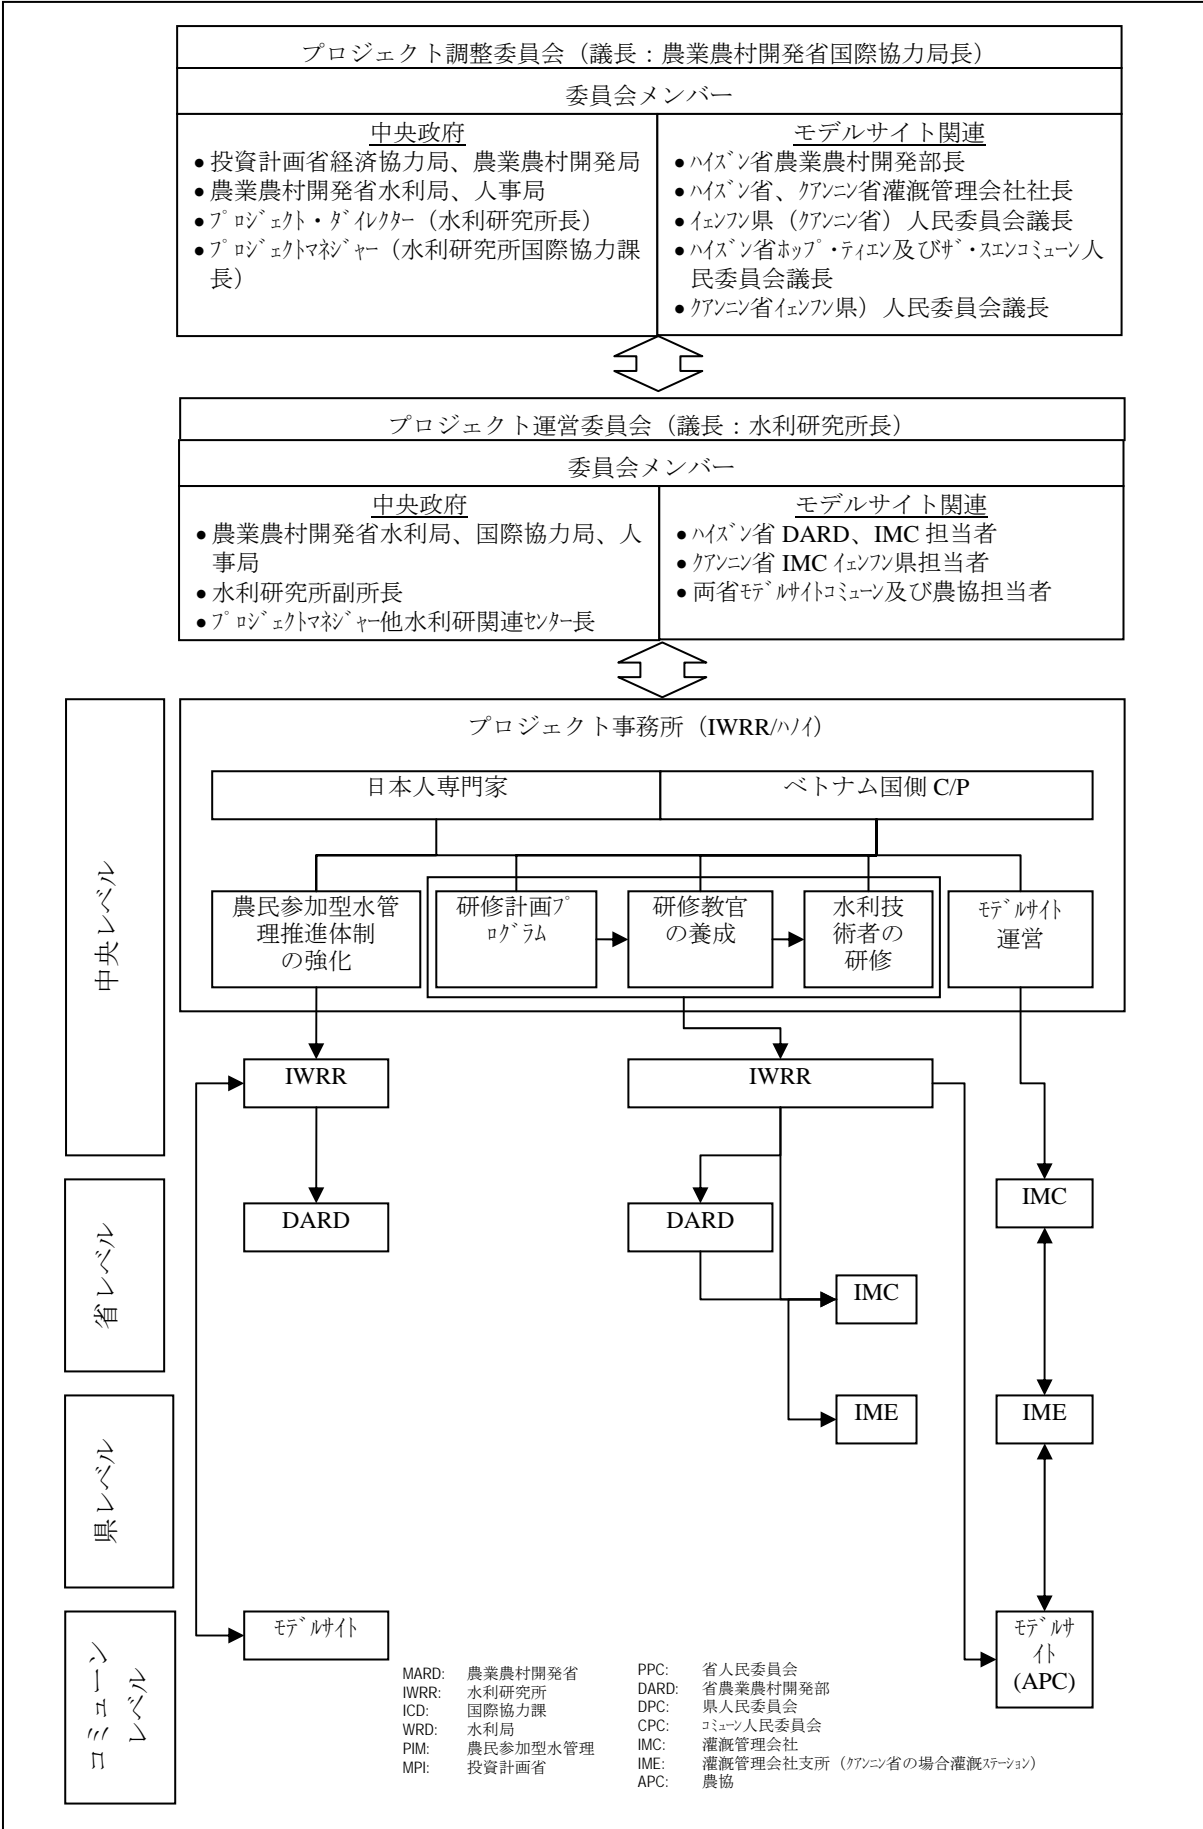 プロジェクト調整委員会（議長：農業農村開発省国際協力局長）
委員会メンバー
中央政府
● 投資計画省経済協力局、農業農村開発局
● 農業農村開発省水利局、人事局
● ﾌﾟﾛｼﾞｪｸﾄ・ﾀﾞｲﾚｸﾀｰ（水利研究所長）
● ﾌﾟﾛｼﾞｪｸﾄﾏﾈｼﾞｬｰ（水利研究所国際協力課
長）
モデルサイト関連
● ﾊｲｽﾞﾝ省農業農村開発部長
● ﾊｲｽﾞﾝ省、ｸｱﾝﾆﾝ省灌漑管理会社社長
● ｲｪﾝﾌﾝ県（ｸｱﾝﾆﾝ省）人民委員会議長
● ﾊｲｽﾞﾝ省ﾎｯﾌﾟ・ﾃｨｴﾝ及びｻﾞ・ｽｴﾝｺﾐｭｰﾝ人
民委員会議長
● ｸｱﾝﾆﾝ省ｲｪﾝﾌﾝ県）人民委員会議長
プロジェクト運営委員会（議長：水利研究所長）
委員会メンバー
中央政府
● 農業農村開発省水利局、国際協力局、人
事局
● 水利研究所副所長
● ﾌﾟﾛｼﾞｪｸﾄﾏﾈｼﾞｬｰ他水利研関連ｾﾝﾀｰ長
モデルサイト関連
● ﾊｲｽﾞﾝ省 DARD、IMC 担当者
● ｸｱﾝﾆﾝ省 IMC ｲｪﾝﾌﾝ県担当者
● 両省ﾓﾃﾞﾙｻｲﾄｺﾐｭｰﾝ及び農協担当者
中央レベル
プロジェクト事務所（IWRR/ﾊﾉｲ）
日本人専門家
ベトナム国側 C/P
農民参加型水管
理推進体制
の強化
研修計画ﾌﾟ
ﾛｸﾞﾗﾑ
研修教官
の養成
水利技
術者の
研修
ﾓﾃﾞﾙｻｲﾄ
運営
IWRR
IWRR
省レベル
DARD
DARD
IMC
IMC
県レベル
IME
IME
コミューン
レベル
ﾓﾃﾞﾙｻｲﾄ
ﾓﾃﾞﾙｻ
ｲﾄ
(APC)
MARD: 農業農村開発省
IWRR: 水利研究所
ICD: 国際協力課
WRD: 水利局
PIM: 農民参加型水管理
MPI: 投資計画省
PPC: 省人民委員会
DARD: 省農業農村開発部
DPC: 県人民委員会
CPC: ｺﾐｭｰﾝ人民委員会
IMC: 灌漑管理会社
IME: 灌漑管理会社支所（ｸｱﾝﾆﾝ省の場合灌漑ｽﾃｰｼｮﾝ）
APC: 農協